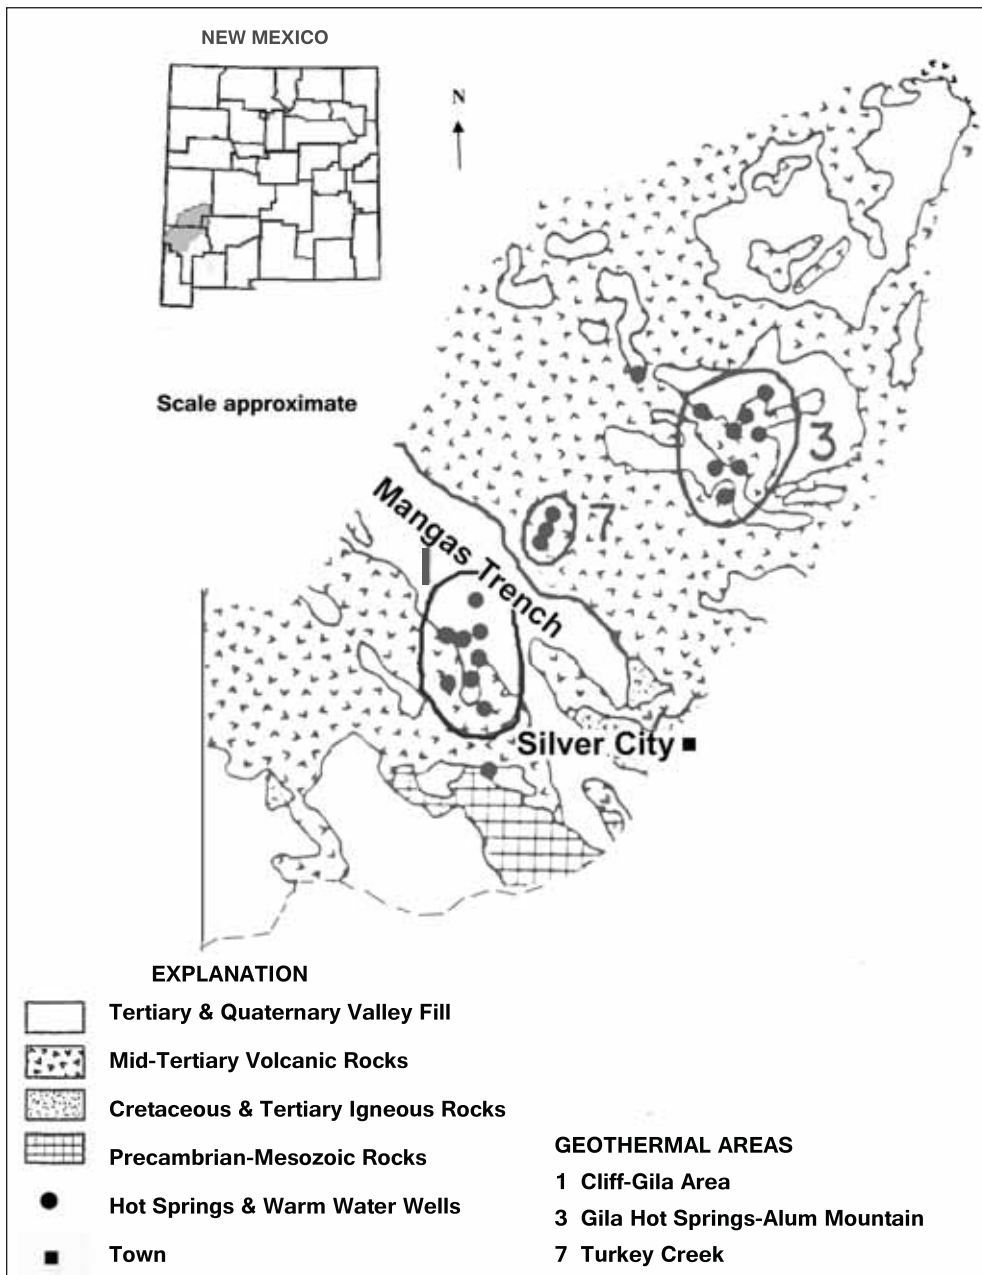 NEW MEXICO
N
Scale approximate
3
7
Mangas Trench
1
Silver City
EXPLANATION
Tertiary & Quaternary Valley Fill
Mid-Tertiary Volcanic Rocks
Cretaceous & Tertiary Igneous Rocks
Precambrian-Mesozoic Rocks
Hot Springs & Warm Water Wells
Town
GEOTHERMAL AREAS
1 Cliff-Gila Area
3 Gila Hot Springs-Alum Mountain
7 Turkey Creek